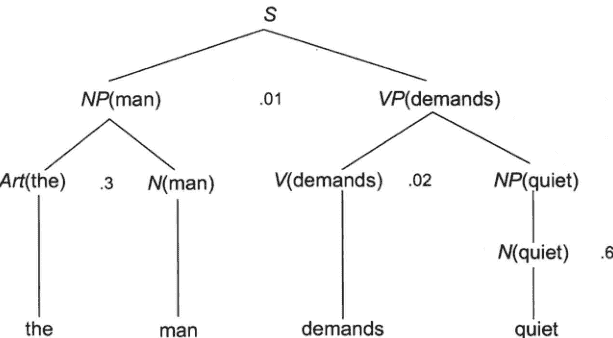 S
NP(man) .01 VP(demands)
Art(the) .3 N(man) V(demands) .02 NP(quiet)
N(quiet) .6
the man demands quiet